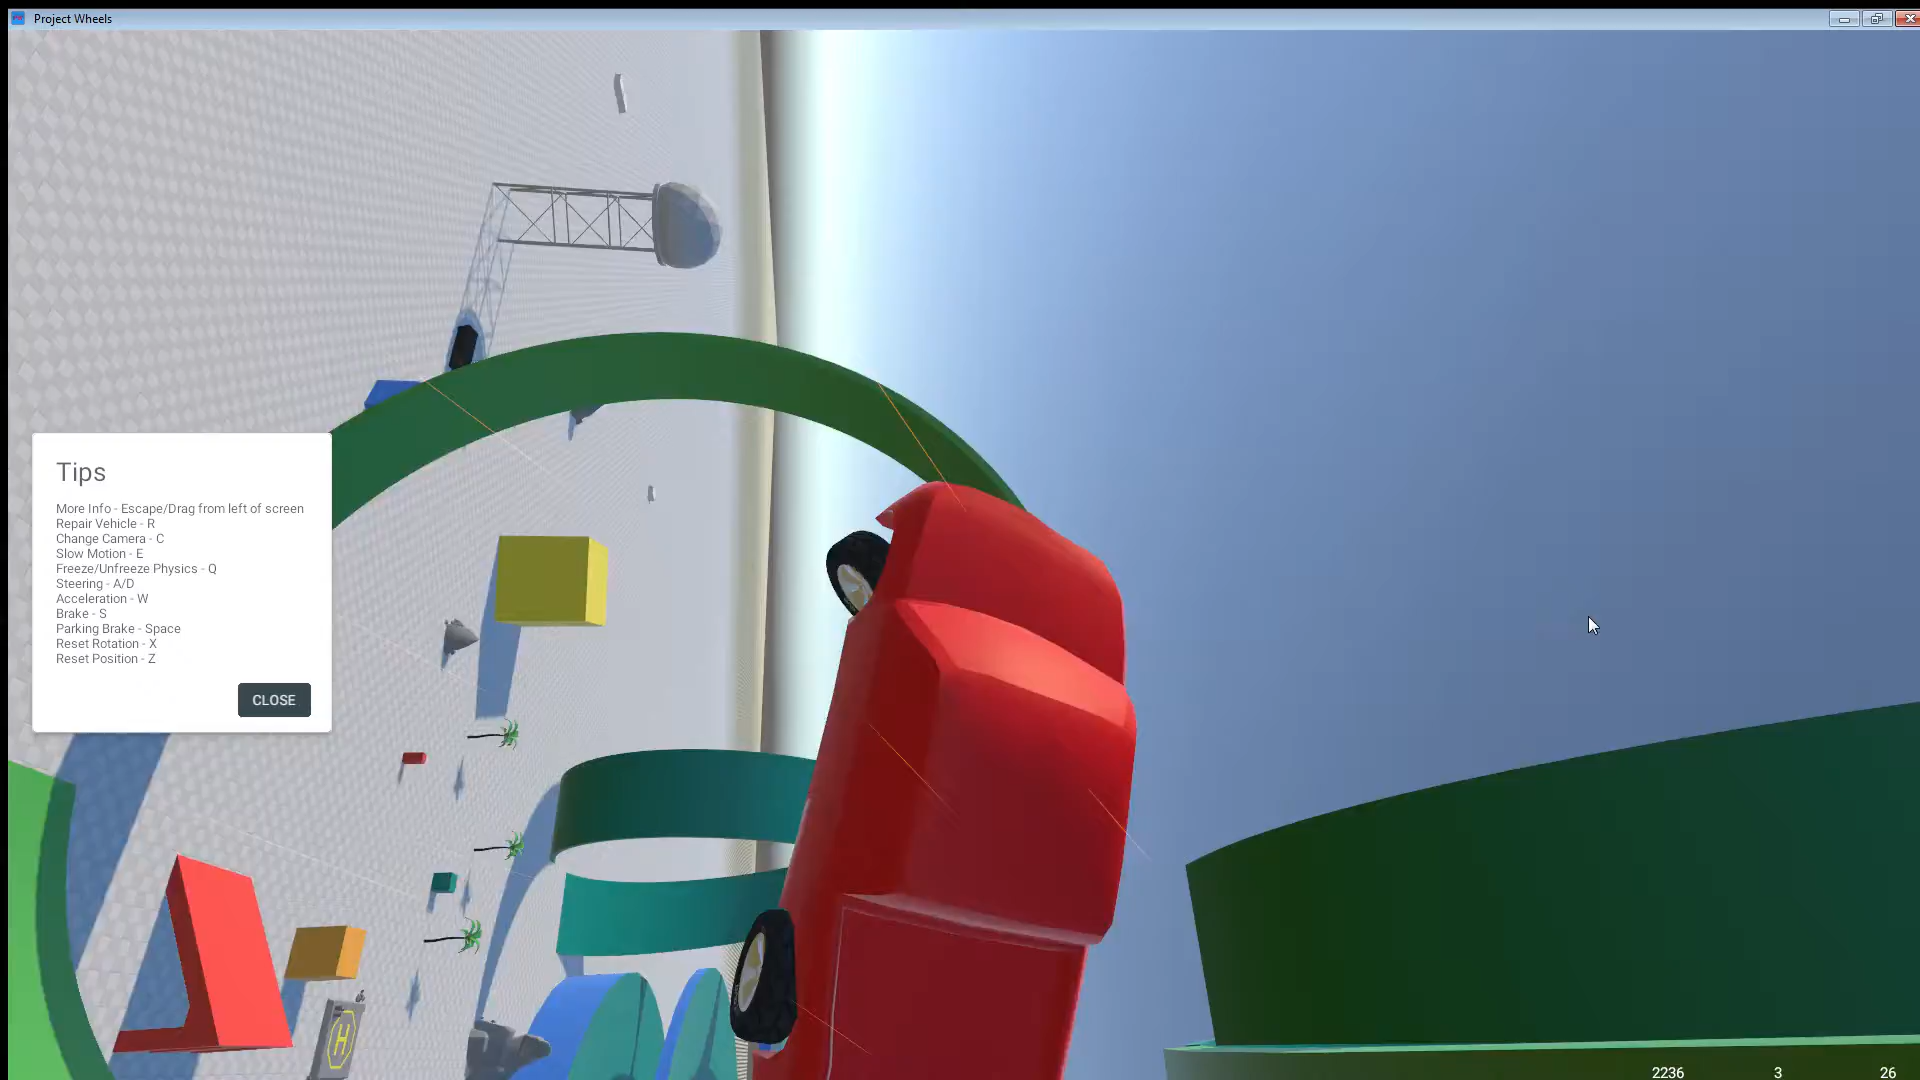 Project Wheels
Tips
More Info - Escape/Drag from left of screen
Repair Vehicle - R
Change Camera - C
Slow Motion - E
Freeze/Unfreeze Physics - Q
Steering - A/D
Acceleration - W
Brake - S
Parking Brake - Space
Reset Rotation - X
Reset Position - Z
CLOSE
H
2236 3 26